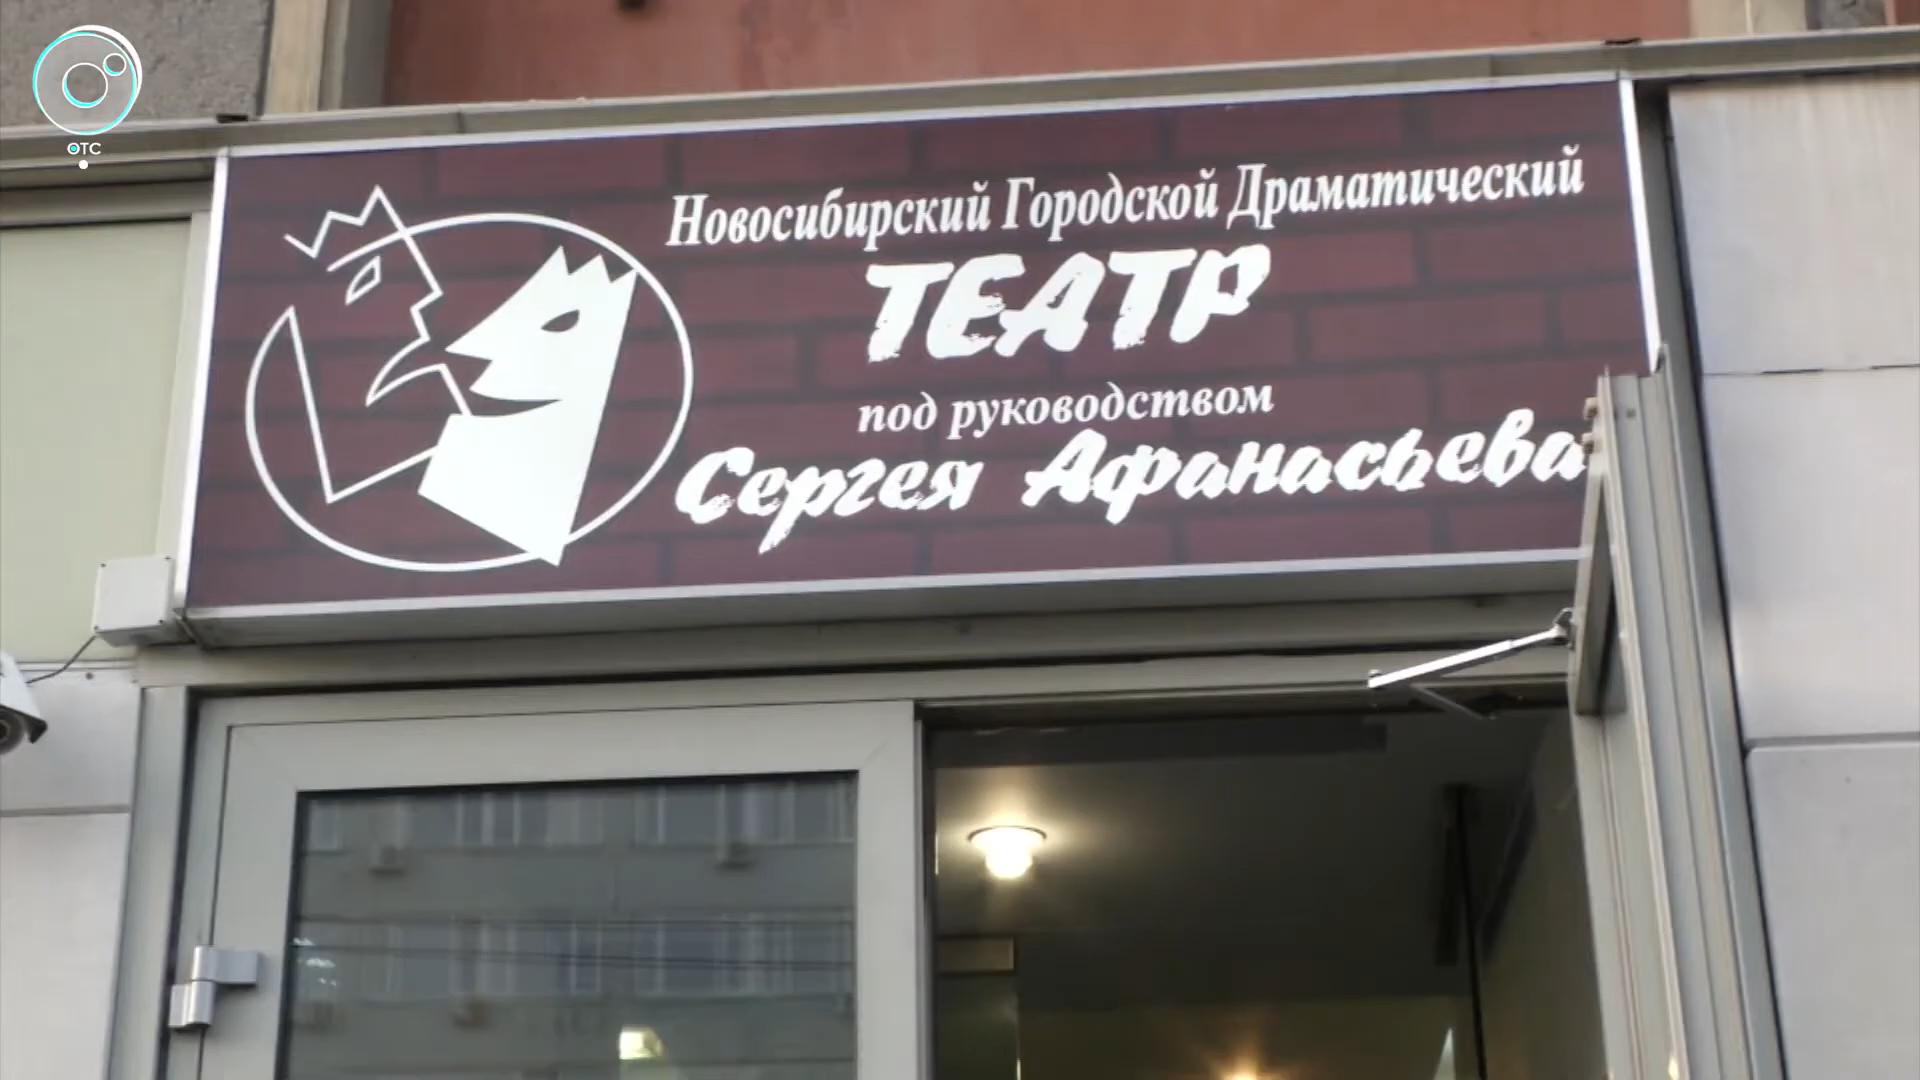 ОТС
Новосибирский Городской Драматический
ТЕАТР
под руководством
Сергея Афанасьева